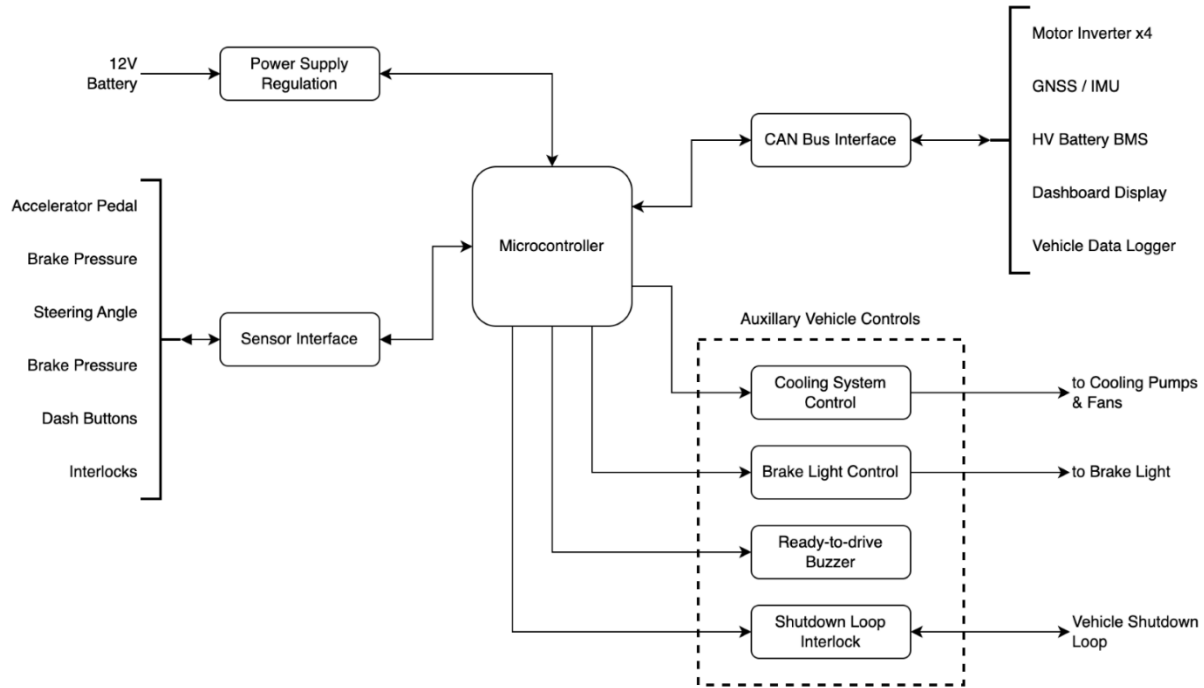 12V
Battery
Power Supply
Regulation
Motor Inverter x4
GNSS / IMU
CAN Bus Interface
HV Battery BMS
Dashboard Display
Vehicle Data Logger
Microcontroller
Accelerator Pedal
Brake Pressure
Steering Angle
Sensor Interface
Brake Pressure
Dash Buttons
Interlocks
Auxillary Vehicle Controls
Cooling System
Control
to Cooling Pumps
& Fans
Brake Light Control
to Brake Light
Ready-to-drive
Buzzer
Shutdown Loop
Interlock
Vehicle Shutdown
Loop